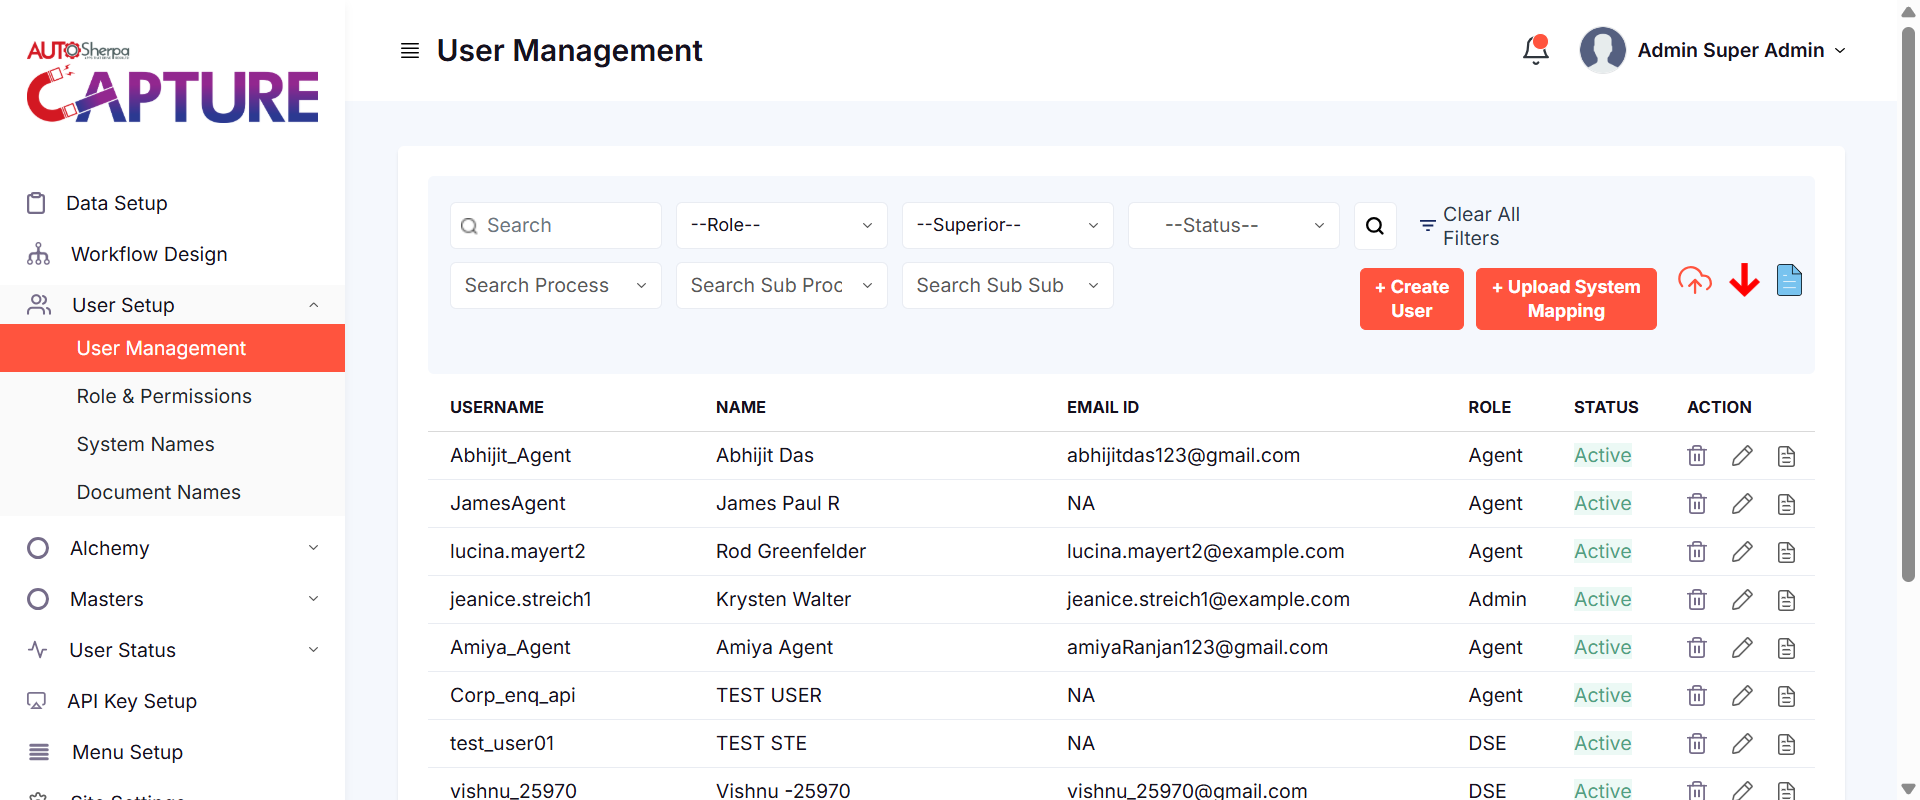 AUTOSherpa
CAPTURE
User Management
Admin Super Admin
Data Setup
Workflow Design
User Setup
User Management
Role & Permissions
System Names
Document Names
Alchemy
Masters
User Status
API Key Setup
Menu Setup
Search
--Role--
--Superior--
--Status--
Clear All
Filters
Search Process
Search Sub Proc
Search Sub Sub
+ Create
User
+ Upload System
Mapping
USERNAME NAME EMAIL ID ROLE STATUS ACTION
Abhijit_Agent Abhijit Das abhijitdas123@gmail.com Agent Active
JamesAgent James Paul R NA Agent Active
lucina.mayert2 Rod Greenfelder lucina.mayert2@example.com Agent Active
jeanice.streich1 Krysten Walter jeanice.streich1@example.com Admin Active
Amiya_Agent Amiya Agent amiyaRanjan123@gmail.com Agent Active
Corp_enq_api TEST USER NA Agent Active
test_user01 TEST STE NA DSE Active
vishnu_25970 Vishnu -25970 vishnu_25970@gmail.com DSE Active